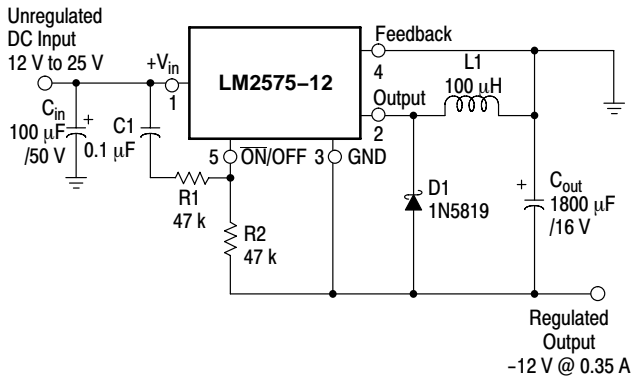 Unregulated
DC Input
12 V to 25 V
+Vin
1
LM2575–12
Feedback
4
L1
100 μH
Output
2
Cin
100 μF
/50 V
+
C1
0.1 μF
5
ON/OFF
3
GND
R1
47 k
R2
47 k
D1
1N5819
+
Cout
1800 μF
/16 V
Regulated
Output
–12 V @ 0.35 A